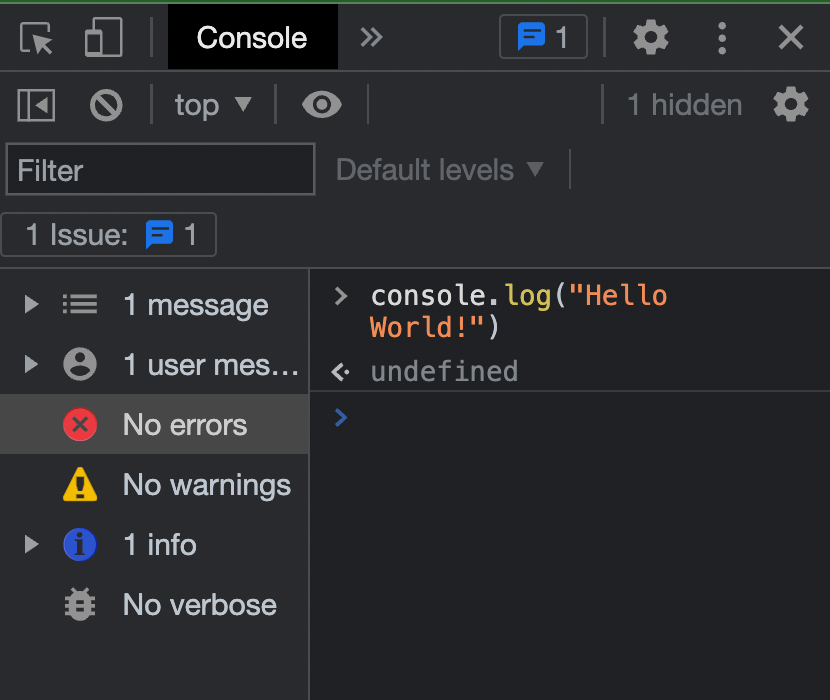 Console 1
top 1 hidden
Filter Default levels
1 Issue: 1
1 message
1 user mes…
No errors
No warnings
1 info
No verbose
console.log("Hello
World!")
undefined